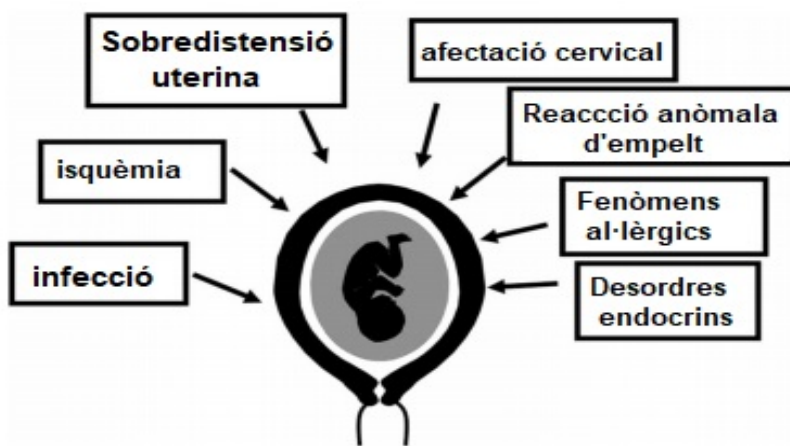 Sobredistensió
uterina
afectació cervical
Reaccció anòmala
d'empelt
isquèmia
Fenòmens
al·lèrgics
infecció
Desordres
endocrins